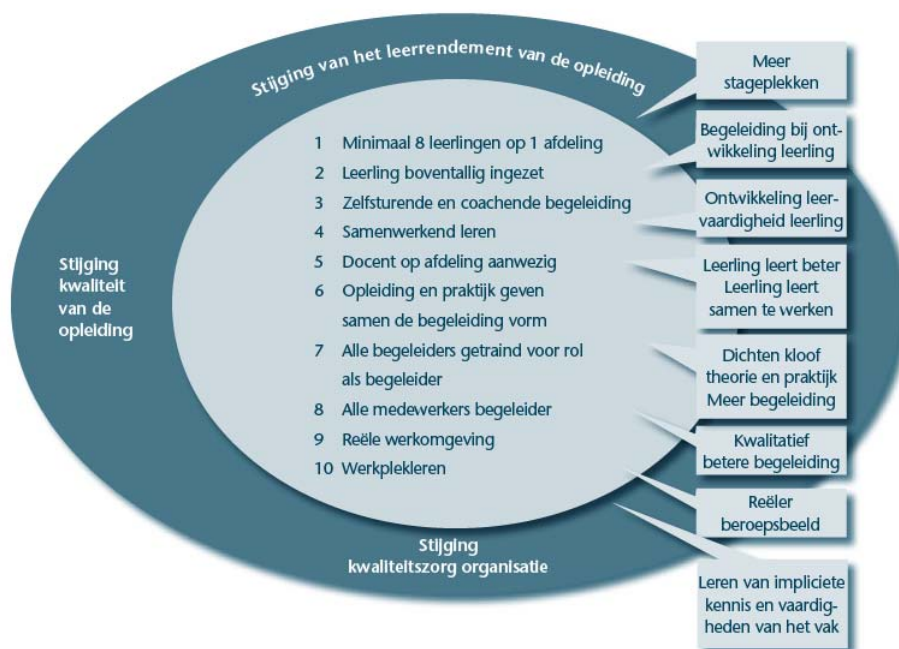 Stijging van het leerrendement van de opleiding
1 Minimaal 8 leerlingen op 1 afdeling
2 Leerling boventallig ingezet
3 Zelfsturende en coachende begeleiding
4 Samenwerkend leren
5 Docent op afdeling aanwezig
6 Opleiding en praktijk geven
samen de begeleiding vorm
7 Alle begeleiders getraind voor rol
als begeleider
8 Alle medewerkers begeleider
9 Reële werkomgeving
10 Werkplekleren
Stijging
kwaliteit
van de
opleiding
Stijging
kwaliteitszorg organisatie
Meer
stageplekken
Begeleiding bij ont-
wikkeling leerling
Ontwikkeling leer-
vaardigheid leerling
Leerling leert beter
Leerling leert
samen te werken
Dichten kloof
theorie en praktijk
Meer begeleiding
Kwalitatief
betere begeleiding
Reëler
beroepsbeeld
Leren van impliciete
kennis en vaardig-
heden van het vak